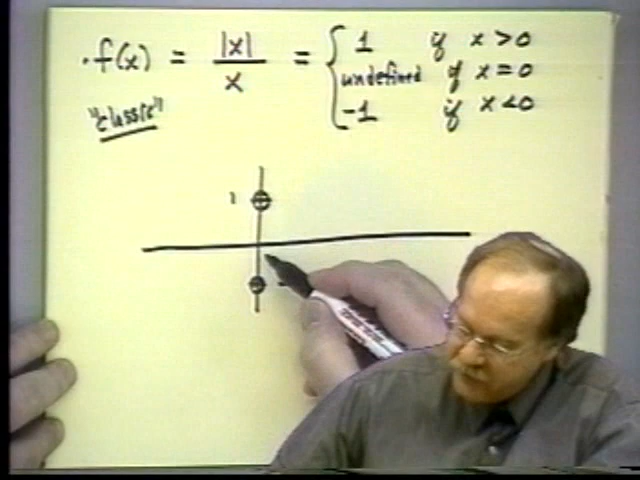 · f(x) = |x| / x = { 1 if x > 0
undefined if x = 0
-1 if x < 0
"classic"
1